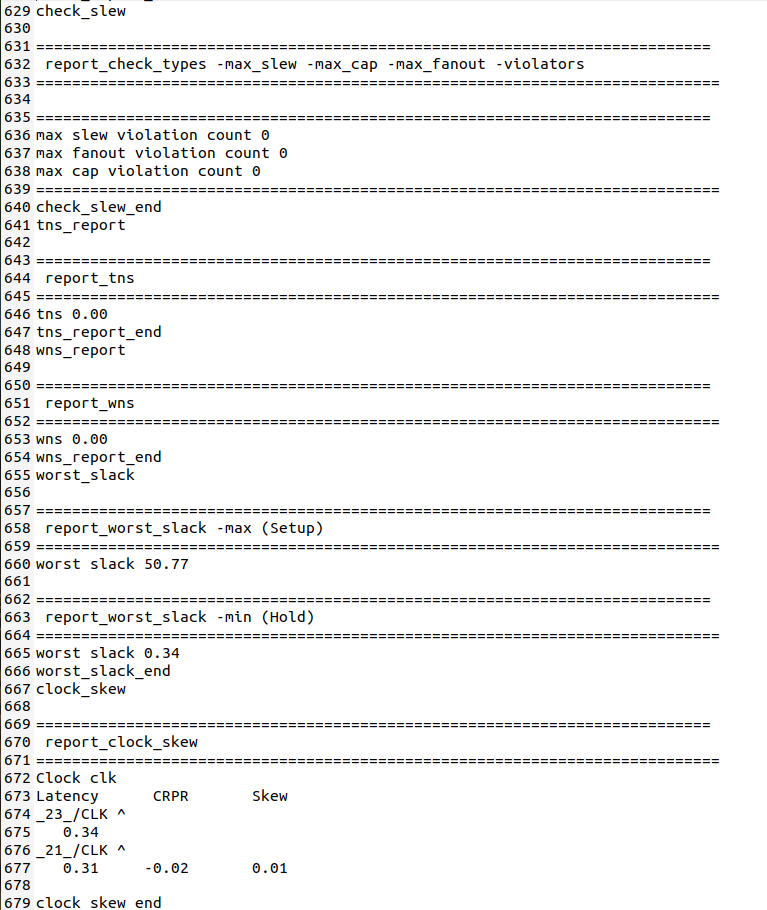 629 check_slew
630
631 ===========================================================================
632  report_check_types -max_slew -max_cap -max_fanout -violators
633 ============================================================================
634
635 ===========================================================================
636 max slew violation count 0
637 max fanout violation count 0
638 max cap violation count 0
639 ============================================================================
640 check_slew_end
641 tns_report
642
643 ===========================================================================
644  report_tns
645 ============================================================================
646 tns 0.00
647 tns_report_end
648 wns_report
649
650 ===========================================================================
651  report_wns
652 ============================================================================
653 wns 0.00
654 wns_report_end
655 worst_slack
656
657 ===========================================================================
658  report_worst_slack -max (Setup)
659 ============================================================================
660 worst slack 50.77
661
662 ===========================================================================
663  report_worst_slack -min (Hold)
664 ============================================================================
665 worst slack 0.34
666 worst_slack_end
667 clock_skew
668
669 ===========================================================================
670  report_clock_skew
671 ============================================================================
672 Clock clk
673 Latency      CRPR       Skew
674 _23_/CLK ^
675    0.34
676 _21_/CLK ^
677    0.31     -0.02       0.01
678
679 clock_skew_end